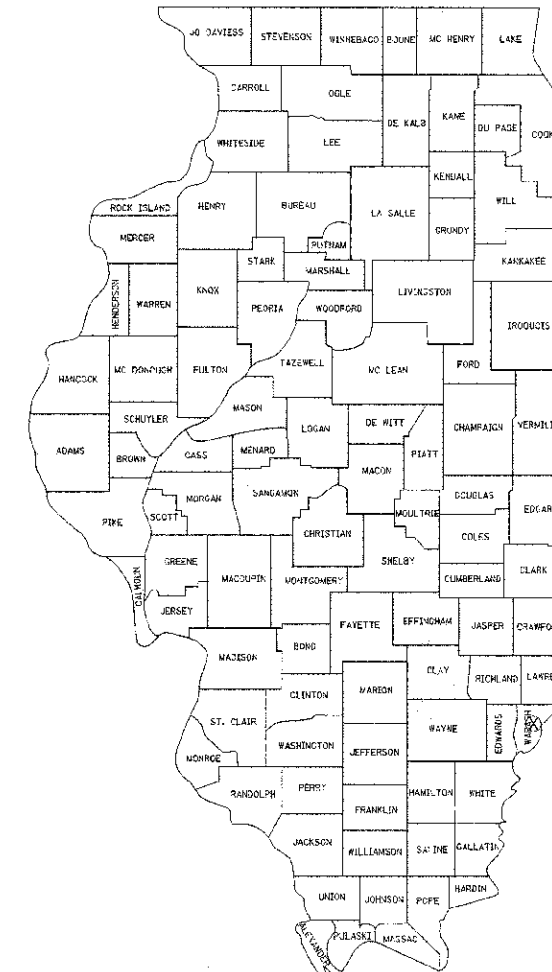 JO DAVIESS
STEVENSON
WINNEBAGO
BOONE
MC HENRY
LAKE
CARROLL
OGLE
DE KALB
KANE
DU PAGE
COOK
WHITESIDE
LEE
KENDALL
WILL
ROCK ISLAND
HENRY
BUREAU
LA SALLE
GRUNDY
MERCER
PUTNAM
STARK
MARSHALL
KANKAKEE
HENDERSON
WARREN
KNOX
PEORIA
WOODFORD
LIVINGSTON
IROQUOIS
HANCOCK
MC DONOUGH
FULTON
TAZEWELL
MC LEAN
FORD
SCHUYLER
MASON
LOGAN
DE WITT
CHAMPAIGN
VERMILI
ADAMS
BROWN
CASS
MENARD
MACON
PIATT
PIKE
SCOTT
MORGAN
SANGAMON
CHRISTIAN
MOULTRIE
DOUGLAS
EDGAR
COLES
CALHOUN
GREENE
MACOUPIN
MONTGOMERY
SHELBY
CUMBERLAND
CLARK
JERSEY
FAYETTE
EFFINGHAM
JASPER
CRAWFOR
MADISON
BOND
CLAY
RICHLAND
LAWRE
CLINTON
MARION
ST. CLAIR
WAYNE
EDWARDS
WABASH
WASHINGTON
JEFFERSON
MONROE
RANDOLPH
PERRY
HAMILTON
WHITE
FRANKLIN
JACKSON
WILLIAMSON
SALINE
GALLATIN
UNION
JOHNSON
POPE
HARDIN
ALEXANDER
PULASKI
MASSAC